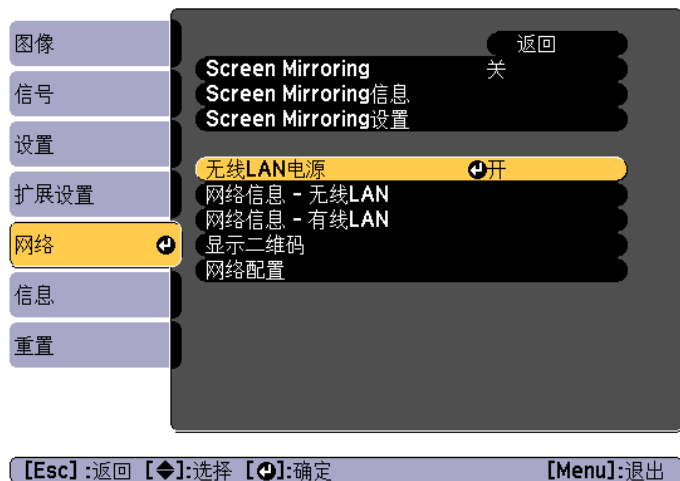 图像
信号
设置
扩展设置
网络
信息
重置
返回
Screen Mirroring 关
Screen Mirroring信息
Screen Mirroring设置
无线LAN电源 开
网络信息 - 无线LAN
网络信息 - 有线LAN
显示二维码
网络配置
[Esc] :返回 [◆]:选择 [⏎]:确定 [Menu]:退出